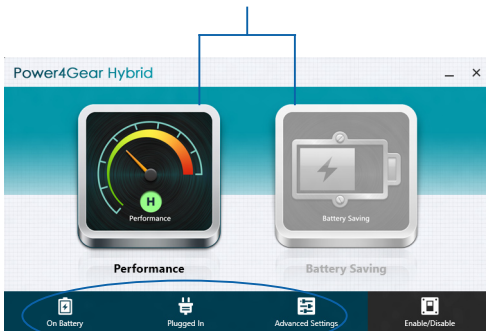 Power4Gear Hybrid
H
Performance
Battery Saving
Performance
Battery Saving
On Battery
Plugged In
Advanced Settings
Enable/Disable